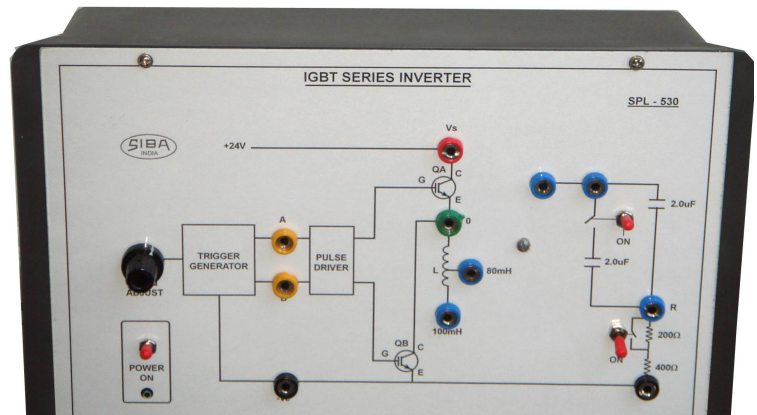 IGBT SERIES INVERTER
SPL - 530
SIBA
INDIA
+24V
Vs
QA
C
G
E
A
0
2.0uF
ON
TRIGGER
GENERATOR
PULSE
DRIVER
L
80mH
2.0uF
ADJUST
R
100mH
200Ω
QB
C
G
E
ON
400Ω
POWER
ON